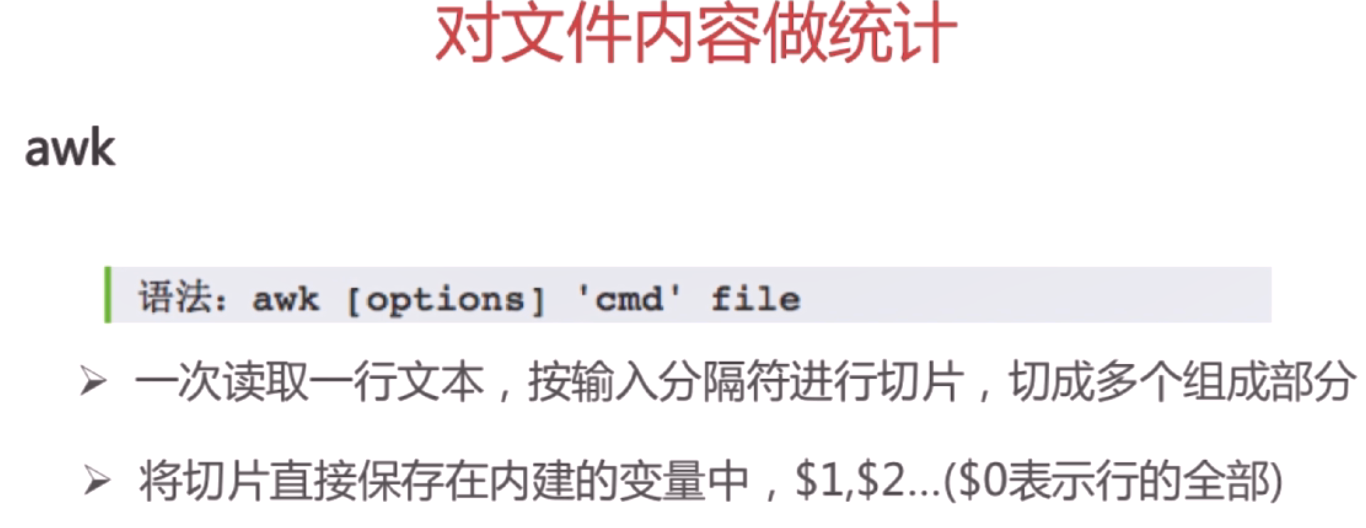 对文件内容做统计
awk
语法：awk [options] 'cmd' file
➢ 一次读取一行文本，按输入分隔符进行切片，切成多个组成部分
➢ 将切片直接保存在内建的变量中，$1,$2...($0表示行的全部)